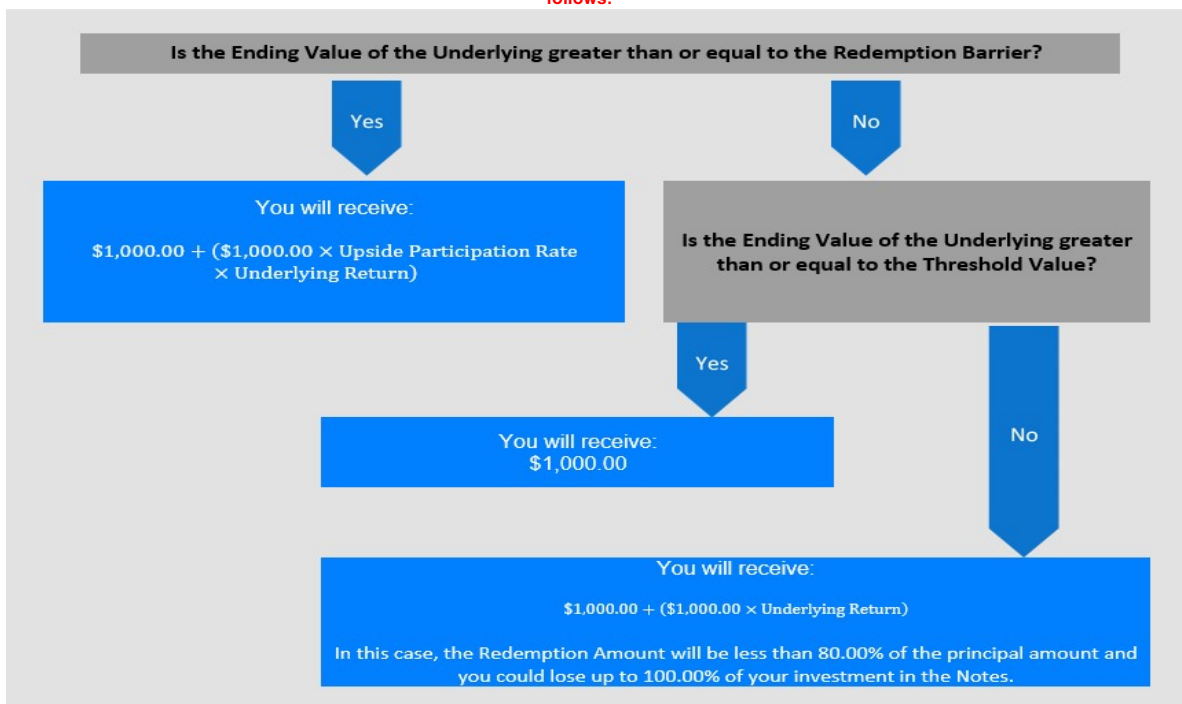 follows:
Is the Ending Value of the Underlying greater than or equal to the Redemption Barrier?
Yes
No
You will receive:
$1,000.00 + ($1,000.00 × Upside Participation Rate
× Underlying Return)
Is the Ending Value of the Underlying greater
than or equal to the Threshold Value?
Yes
No
You will receive:
$1,000.00
You will receive:
$1,000.00 + ($1,000.00 × Underlying Return)
In this case, the Redemption Amount will be less than 80.00% of the principal amount and
you could lose up to 100.00% of your investment in the Notes.